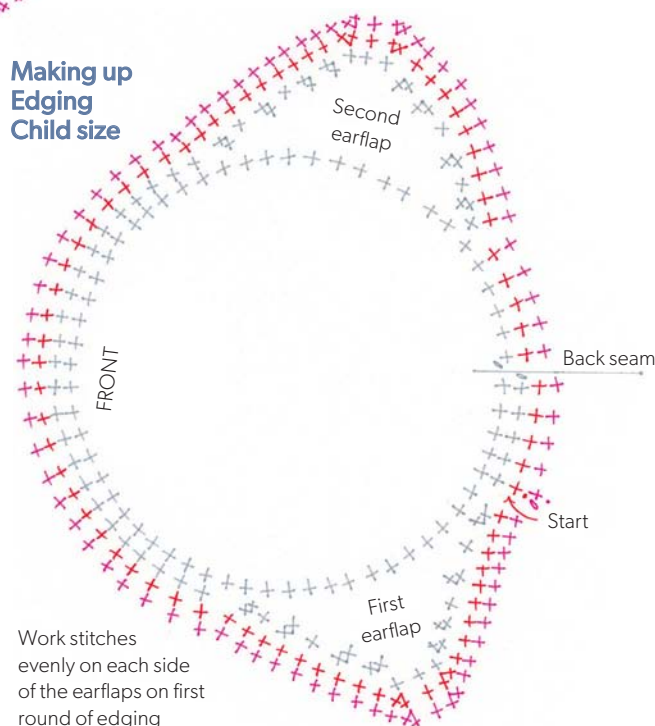 Making up
Edging
Child size
Second
earflap
FRONT
Back seam
Start
First
earflap
Work stitches
evenly on each side
of the earflaps on first
round of edging